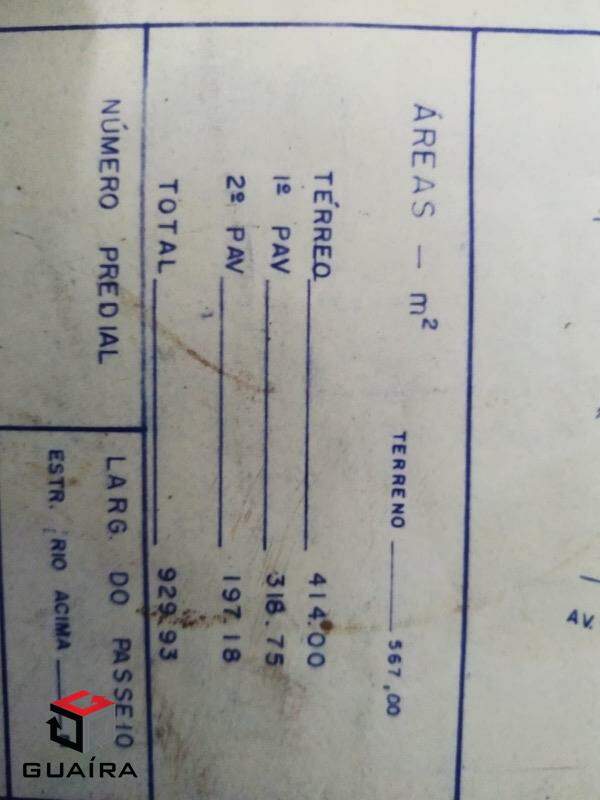 ÁREAS — m²
TERRENO 567,00
TÉRREO 414.00
1º PAV 318.75
2º PAV 197.18
TOTAL 929.93
NÚMERO PREDIAL
LARG. DO PASSEIO
ESTR. RIO ACIMA
AV.
GUAÍRA